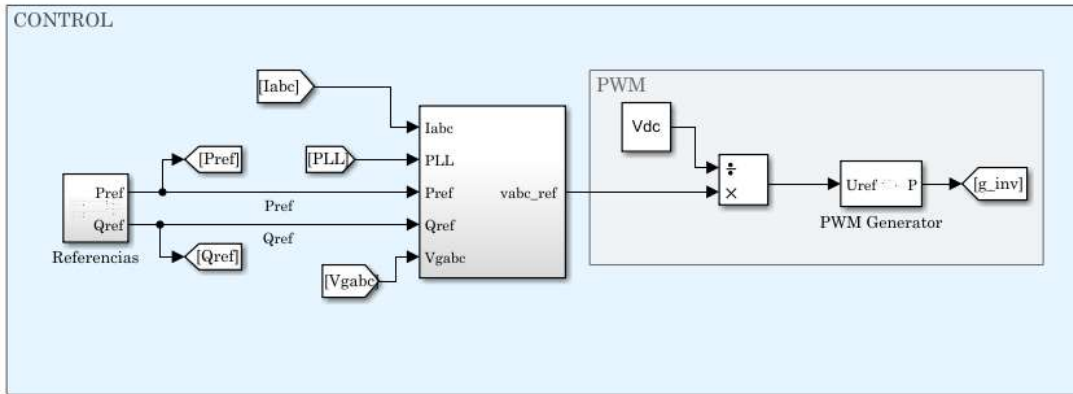 CONTROL
[Iabc]
PWM
Vdc
Iabc
[Pref]
[PLL]
PLL
÷
Pref
Pref
vabc_ref
×
Uref
P
[g_inv]
Pref
Qref
Qref
PWM Generator
Qref
Referencias
[Qref]
Vgabc
[Vgabc]